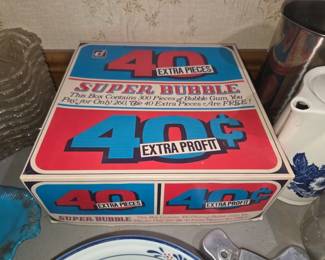 40
EXTRA PIECES
SUPER BUBBLE
This Box Contains 300 Pieces of Bubble Gum, You
Pay for Only 260. The 40 Extra Pieces Are FREE!
40¢
EXTRA PROFIT
40
EXTRA PIECES
40¢
EXTRA PROFIT
SUPER BUBBLE